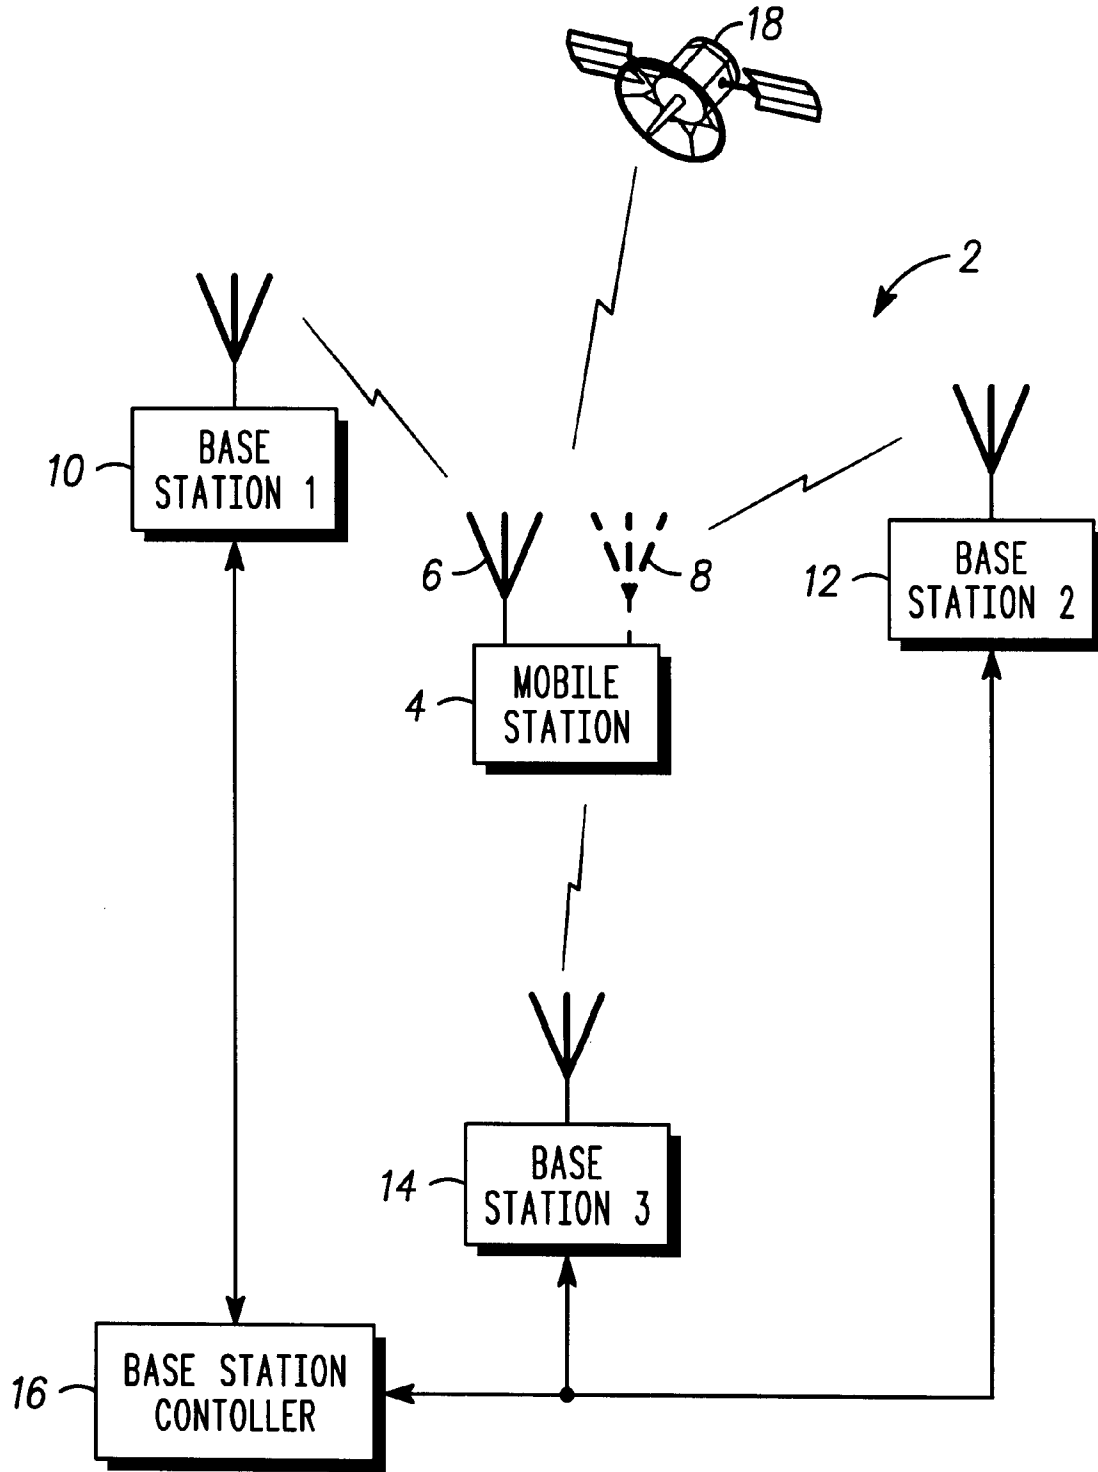 18
2
BASE
STATION 1
10
6
8
BASE
STATION 2
12
MOBILE
STATION
4
BASE
STATION 3
14
BASE STATION
CONTOLLER
16